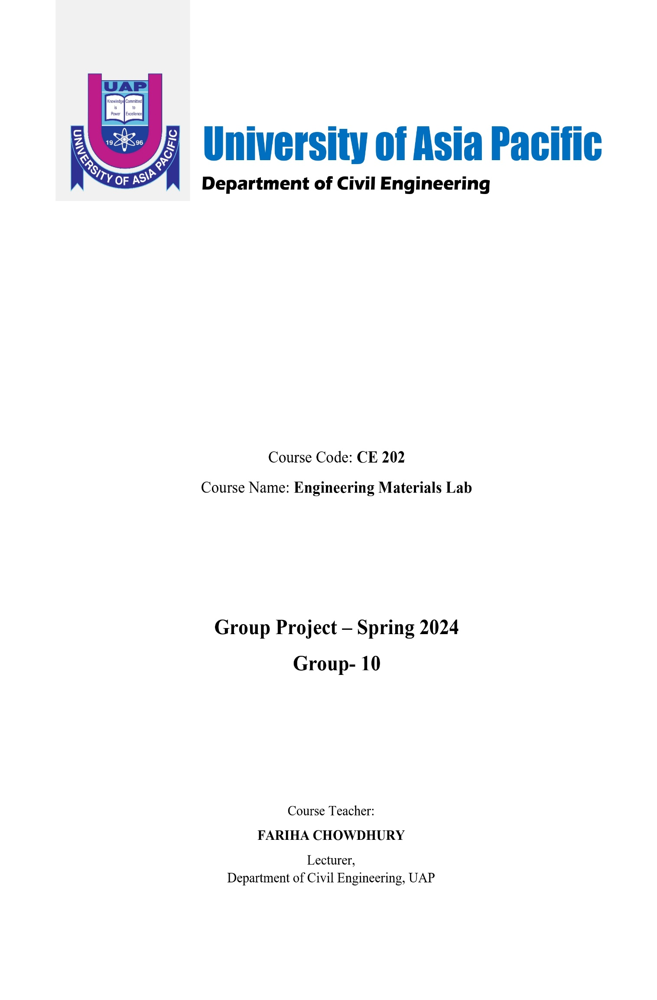 UAP
Knowledge is Power
Committed to Excellence
19 96
UNIVERSITY OF ASIA PACIFIC
University of Asia Pacific
Department of Civil Engineering
Course Code: CE 202
Course Name: Engineering Materials Lab
Group Project – Spring 2024
Group- 10
Course Teacher:
FARIHA CHOWDHURY
Lecturer,
Department of Civil Engineering, UAP